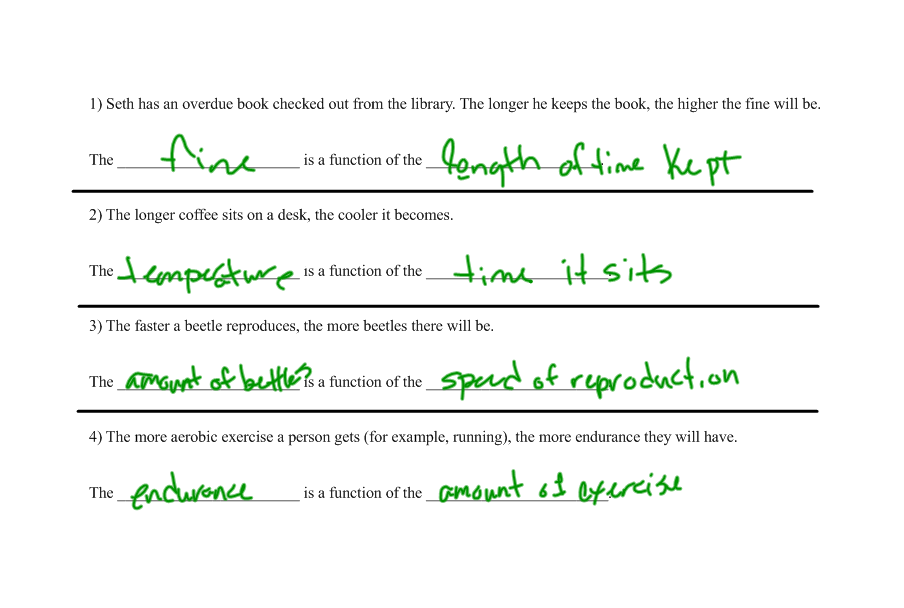 1) Seth has an overdue book checked out from the library. The longer he keeps the book, the higher the fine will be.
The fine is a function of the length of time kept
2) The longer coffee sits on a desk, the cooler it becomes.
The temperature is a function of the time it sits
3) The faster a beetle reproduces, the more beetles there will be.
The amount of bettles is a function of the speed of reproduction
4) The more aerobic exercise a person gets (for example, running), the more endurance they will have.
The endurance is a function of the amount of exercise